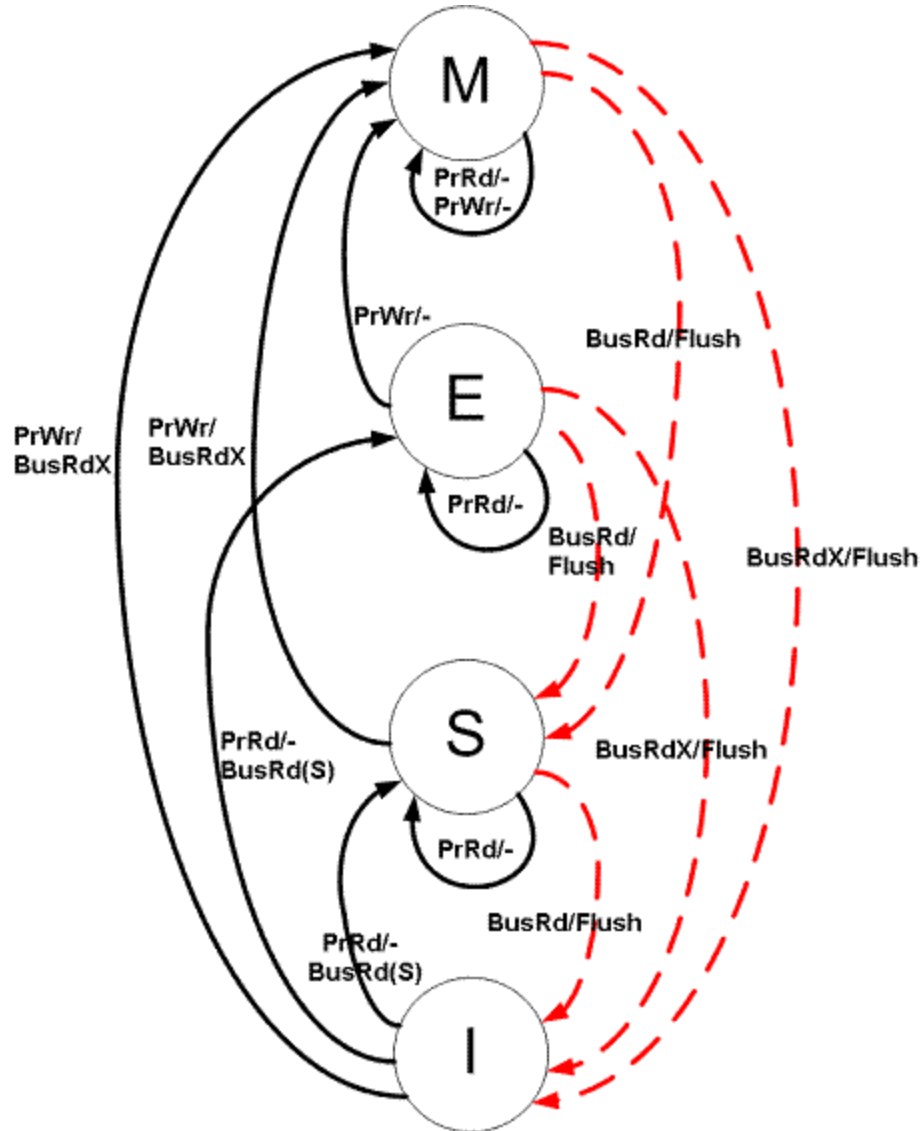 M
PrRd/-
PrWr/-
PrWr/-
BusRd/Flush
E
PrWr/
BusRdX
PrWr/
BusRdX
PrRd/-
BusRd/
Flush
BusRdX/Flush
S
PrRd/-
BusRd(S)
BusRdX/Flush
PrRd/-
BusRd/Flush
PrRd/-
BusRd(S)
I